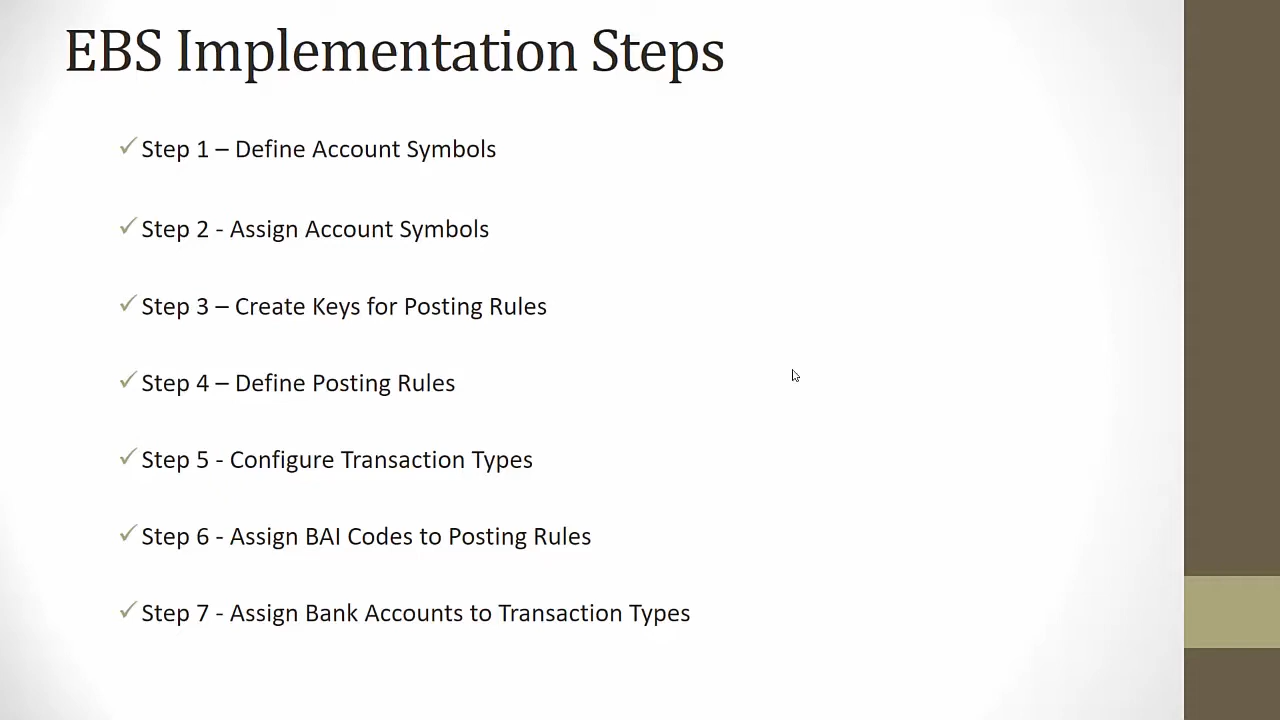 EBS Implementation Steps
✓Step 1 – Define Account Symbols
✓Step 2 - Assign Account Symbols
✓Step 3 – Create Keys for Posting Rules
✓Step 4 – Define Posting Rules
✓Step 5 - Configure Transaction Types
✓Step 6 - Assign BAI Codes to Posting Rules
✓Step 7 - Assign Bank Accounts to Transaction Types